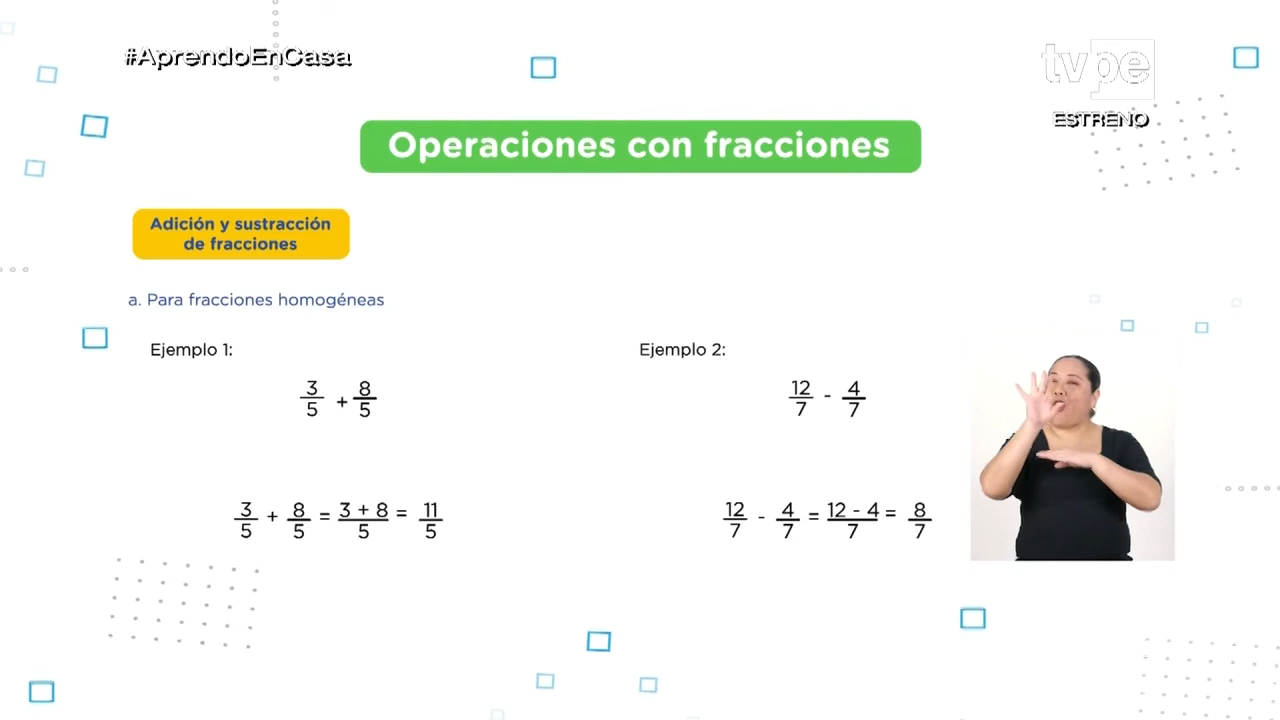 #AprendoEnCasa
tvpe
ESTRENO
Operaciones con fracciones
Adición y sustracción
de fracciones
a. Para fracciones homogéneas
Ejemplo 1:
3/5 + 8/5
3/5 + 8/5 = 3 + 8/5 = 11/5
Ejemplo 2:
12/7 - 4/7
12/7 - 4/7 = 12 - 4/7 = 8/7